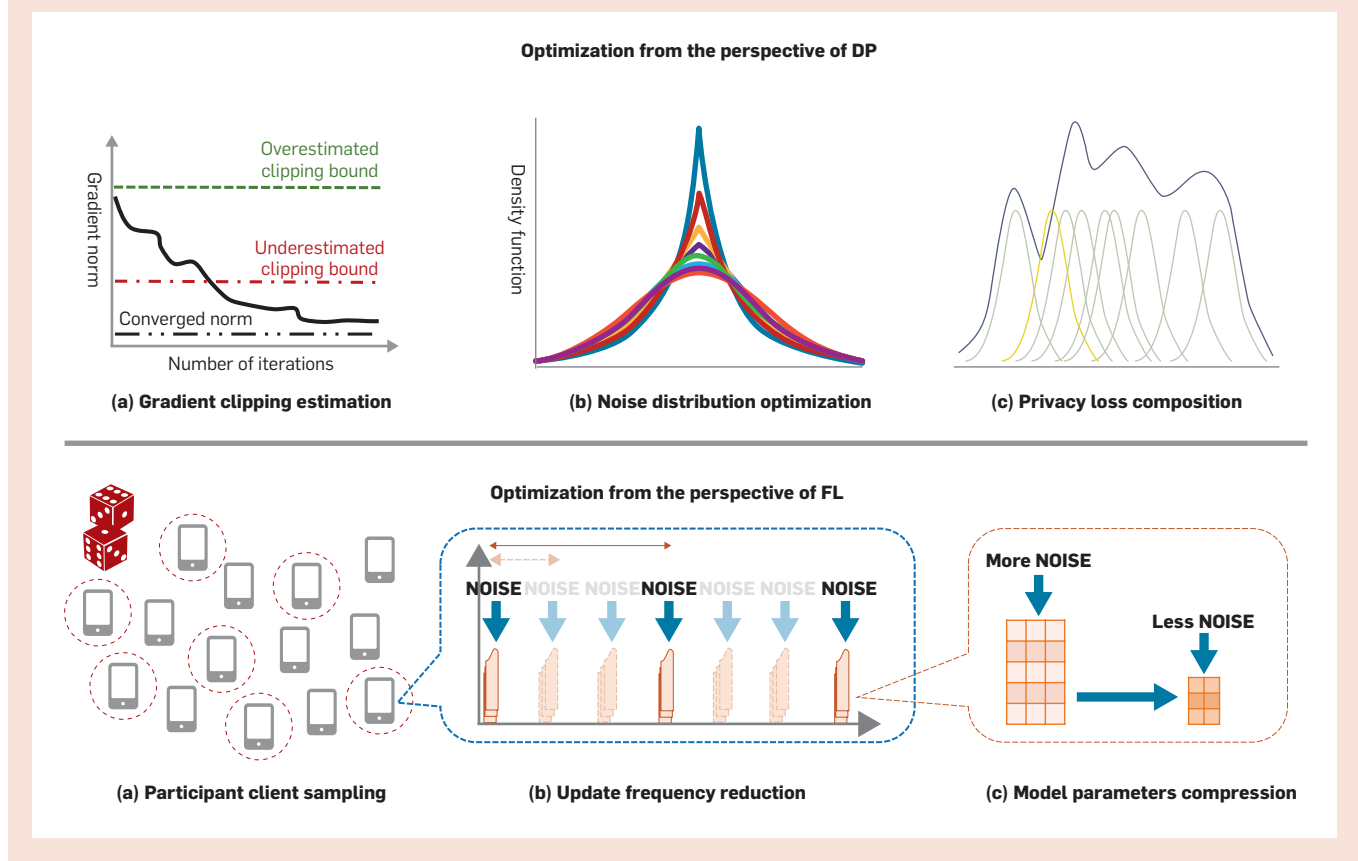 Optimization from the perspective of DP
Overestimated
clipping bound
Gradient norm
Underestimated
clipping bound
Converged norm
Number of iterations
(a) Gradient clipping estimation
Density function
(b) Noise distribution optimization
(c) Privacy loss composition
Optimization from the perspective of FL
NOISE NOISE NOISE NOISE NOISE NOISE NOISE
More NOISE
Less NOISE
(a) Participant client sampling
(b) Update frequency reduction
(c) Model parameters compression